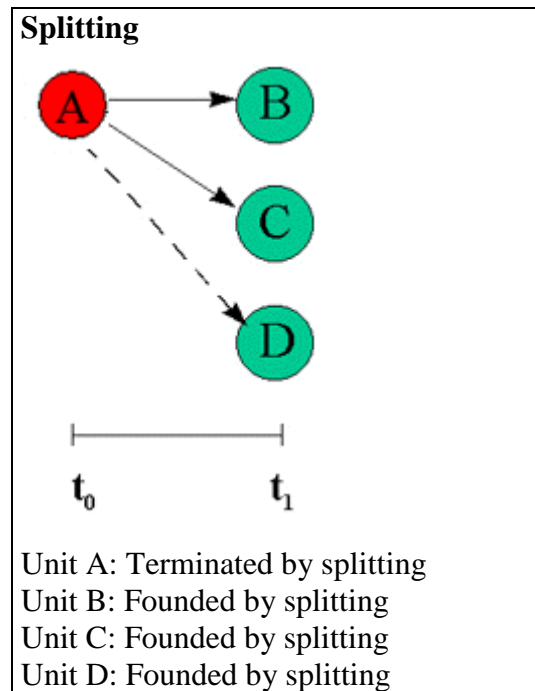 Splitting
A
B
C
D
t₀
t₁
Unit A: Terminated by splitting
Unit B: Founded by splitting
Unit C: Founded by splitting
Unit D: Founded by splitting